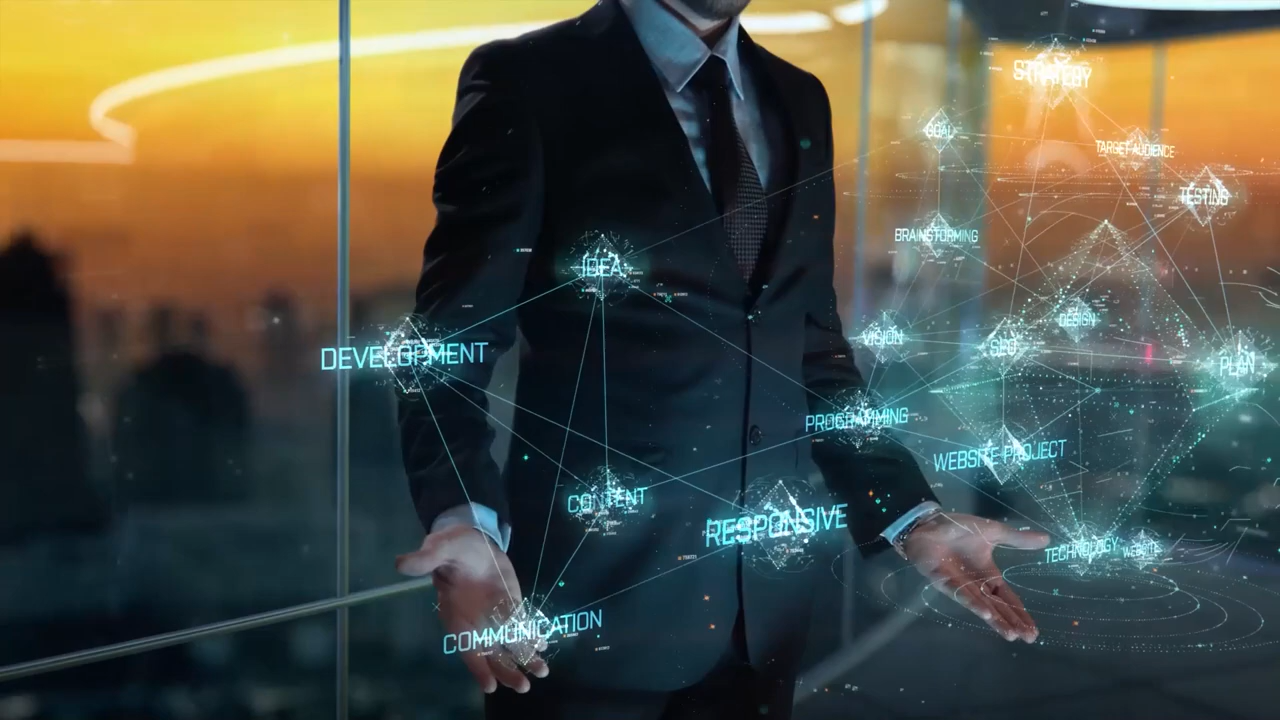 STRATEGY
GOAL
TARGET AUDIENCE
TESTING
BRAINSTORMING
IDEA
DESIGN
VISION
SEO
DEVELOPMENT
PLAN
PROGRAMMING
WEBSITE PROJECT
CONTENT
RESPONSIVE
TECHNOLOGY
WEBSITE
COMMUNICATION